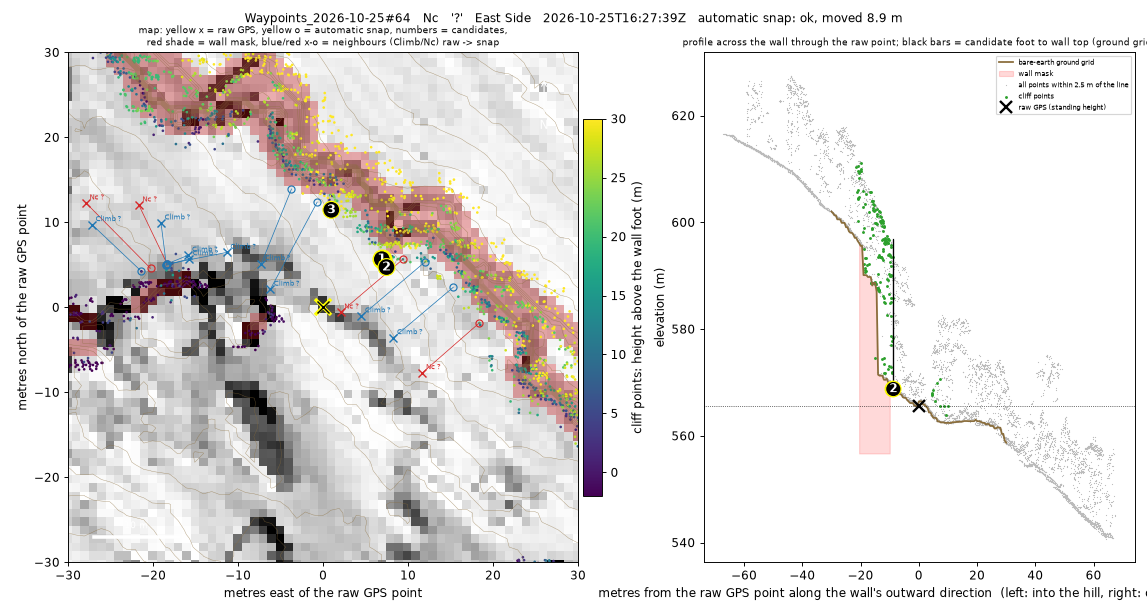 Waypoints_2026-10-25#64   Nc   '?'   East Side   2026-10-25T16:27:39Z   automatic snap: ok, moved 8.9 m
map: yellow x = raw GPS, yellow o = automatic snap, numbers = candidates,
red shade = wall mask, blue/red x-o = neighbours (Climb/Nc) raw -> snap
profile across the wall through the raw point; black bars = candidate foot to wall top (ground gri
30
20
10
0
−10
−20
−30
−30
−20
−10
0
10
20
30
metres north of the raw GPS point
metres east of the raw GPS point
Nc ?
Nc ?
Climb ?
Climb ?
Climb ?
Climb ?
Nc ?
Climb ?
Climb ?
Nc ?
1
2
3
30
25
20
15
10
5
0
cliff points: height above the wall foot (m)
bare-earth ground grid
wall mask
all points within 2.5 m of the line
cliff points
raw GPS (standing height)
2
620
600
580
560
540
elevation (m)
−60
−40
−20
0
20
40
60
metres from the raw GPS point along the wall's outward direction  (left: into the hill, right: